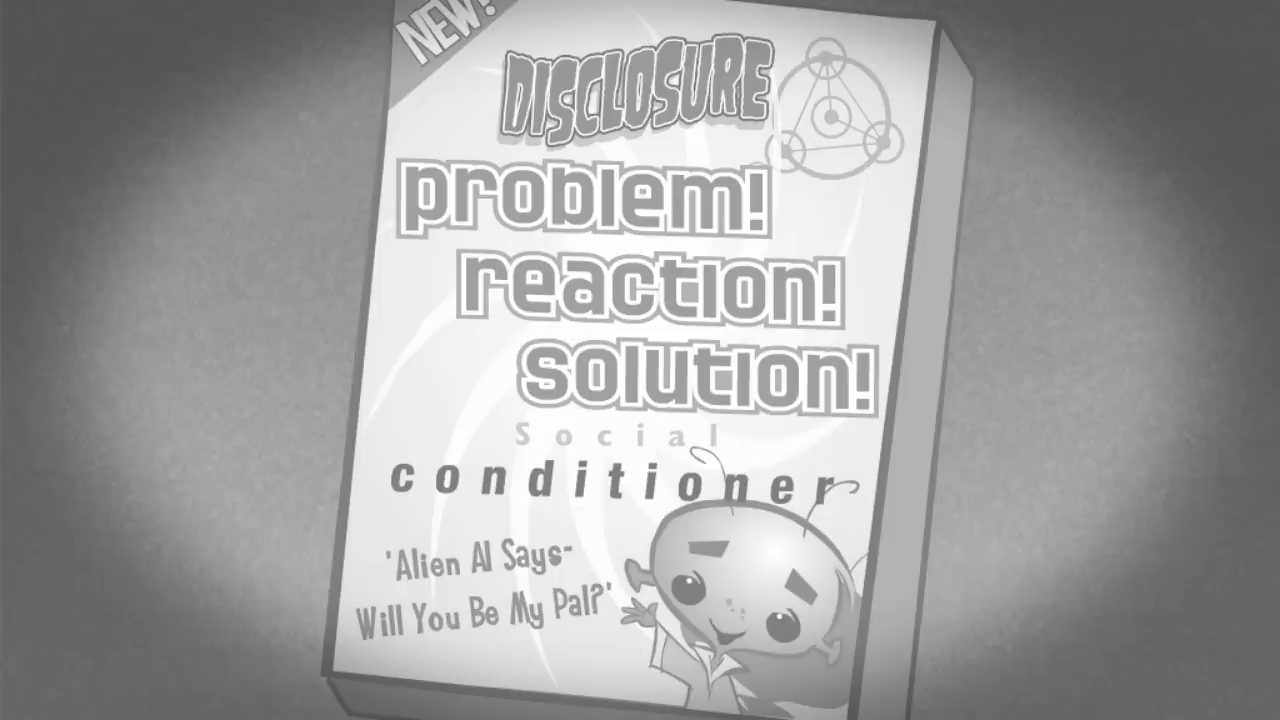 NEW!
DISCLOSURE
problem!
reaction!
solution!
Social
conditioner
'Alien Al Says-
Will You Be My Pal?'